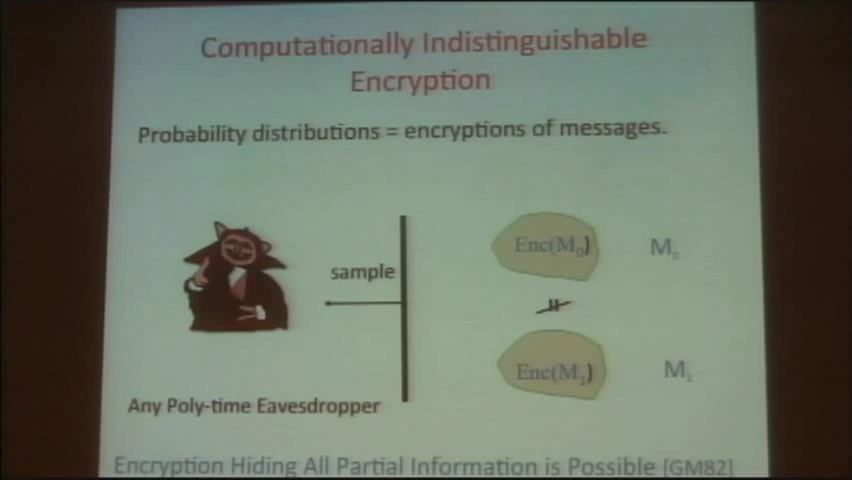 Computationally Indistinguishable
Encryption
Probability distributions = encryptions of messages.
Enc(M₀)
M₀
sample
Enc(M₁)
M₁
Any Poly-time Eavesdropper
Encryption Hiding All Partial Information is Possible [GM82]